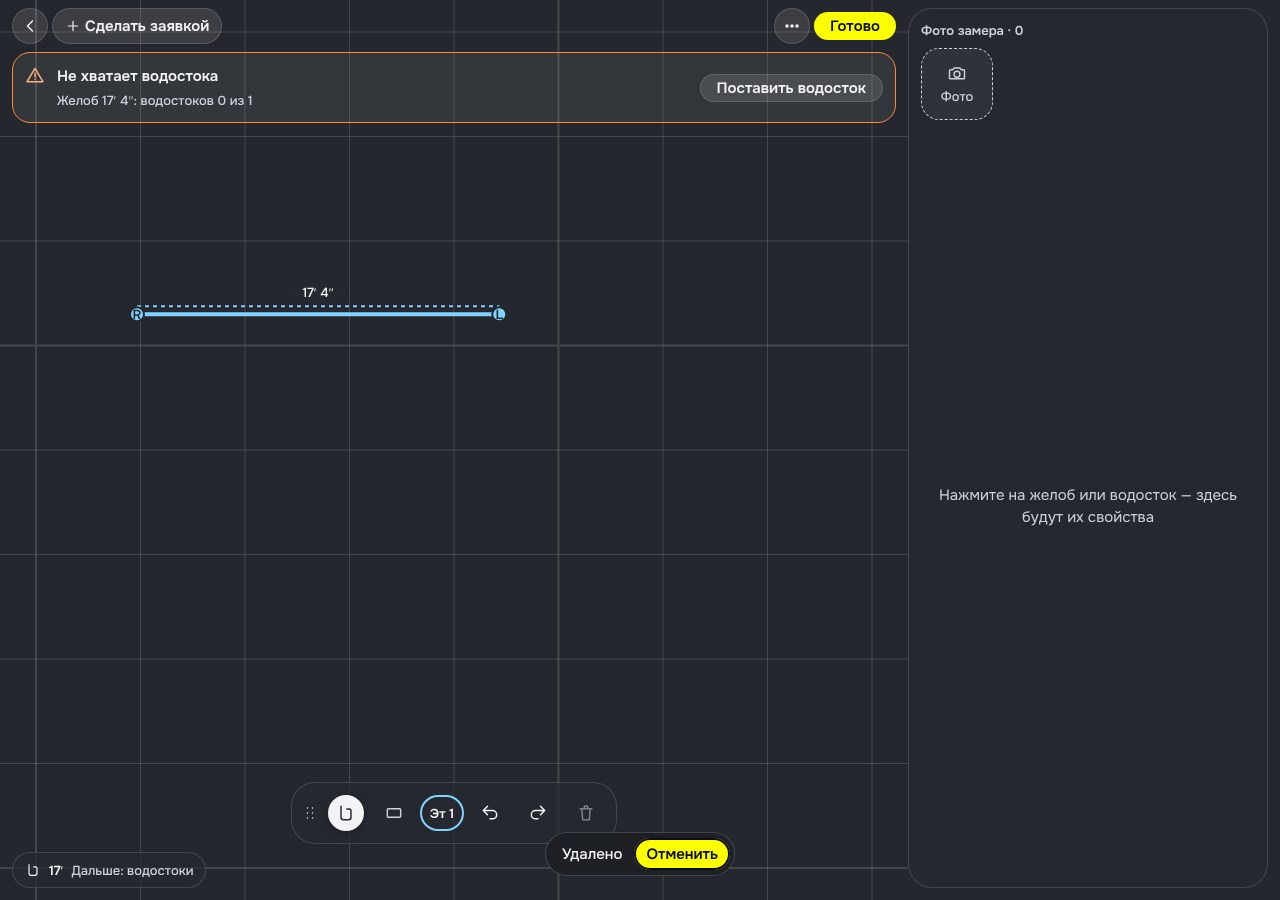 Сделать заявкой
Готово
Фото замера · 0
Не хватает водостока
Желоб 17′ 4″: водостоков 0 из 1
Поставить водосток
Фото
17′ 4″
R
L
Нажмите на желоб или водосток — здесь
будут их свойства
Эт 1
Удалено
Отменить
17′ Дальше: водостоки